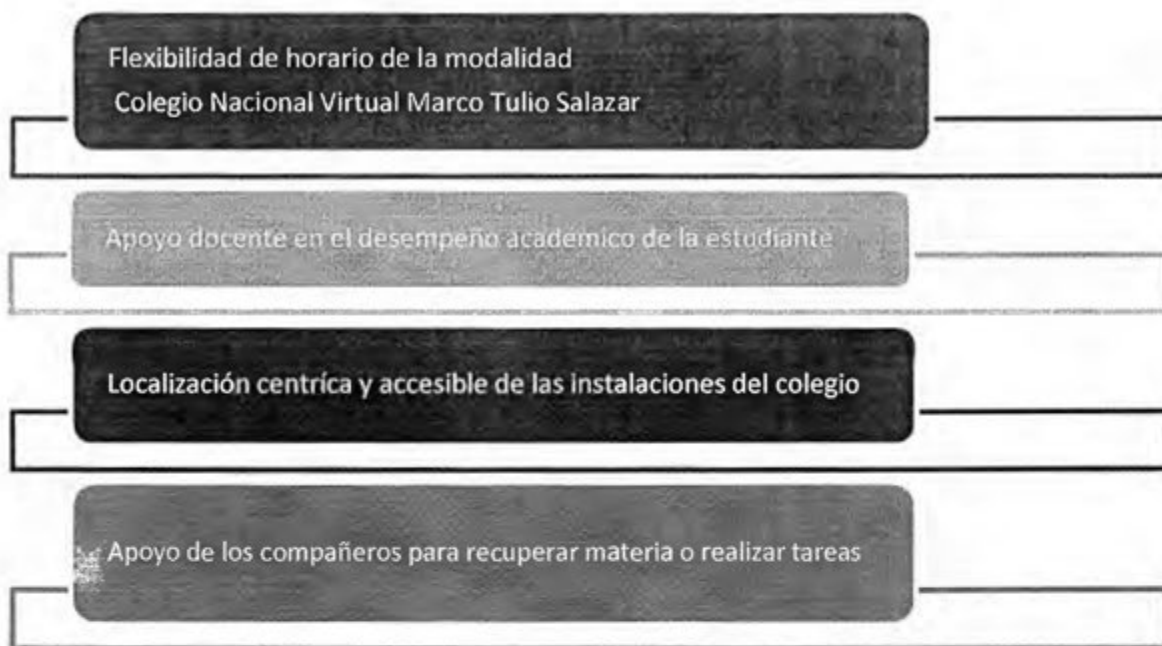 Flexibilidad de horario de la modalidad
Colegio Nacional Virtual Marco Tulio Salazar
Apoyo docente en el desempeño academico de la estudiante
Localización centríca y accesible de las instalaciones del colegio
Apoyo de los compañeros para recuperar materia o realizar tareas